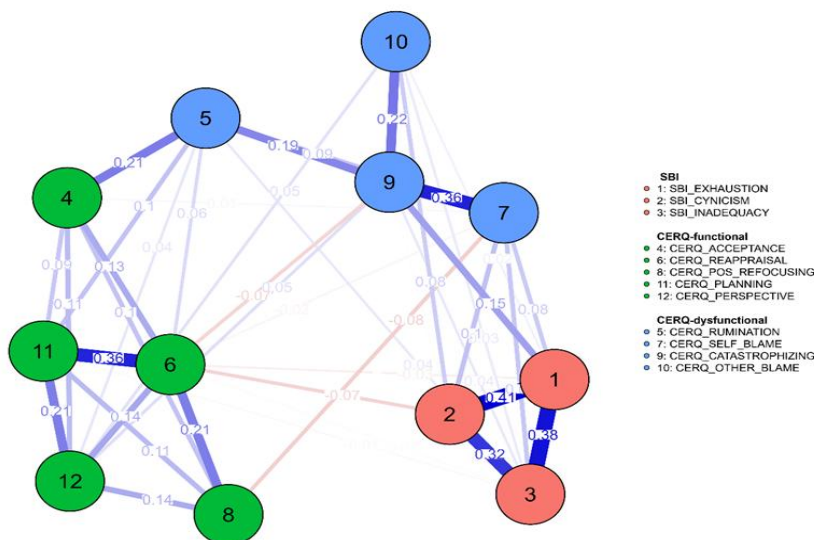 10
5
0.22
0.19
0.09
9
0.21
0.36
7
4
0.1
0.06
0.05
0.04
0.09
0.13
0.11
0.1
-0.07
0.05
0.08
0.15
0.08
-0.08
0.1
0.03
11
0.36
6
0.04
1
-0.07
2
0.41
0.21
0.14
0.21
0.38
0.11
0.32
12
0.14
8
3
SBI
1: SBI_EXHAUSTION
2: SBI_CYNICISM
3: SBI_INADEQUACY
CERQ-functional
4: CERQ_ACCEPTANCE
6: CERQ_REAPPRAISAL
8: CERQ_POS_REFOCUSING
11: CERQ_PLANNING
12: CERQ_PERSPECTIVE
CERQ-dysfunctional
5: CERQ_RUMINATION
7: CERQ_SELF_BLAME
9: CERQ_CATASTROPHIZING
10: CERQ_OTHER_BLAME